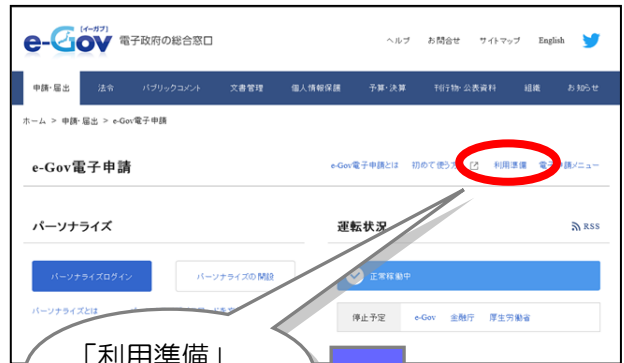 (イーガブ)
e-Gov 電子政府の総合窓口
ヘルプ お問合せ サイトマップ English
申請・届出 法令 パブリックコメント 文書管理 個人情報保護 予算・決算 刊行物・公表資料 組織 お知らせ
ホーム > 申請・届出 > e-Gov電子申請
e-Gov電子申請
e-Gov電子申請とは 初めて使う 利用準備 電子申請メニュー
パーソナライズ
運転状況
RSS
パーソナライズログイン パーソナライズの開設
正常稼働中
パーソナライズとは
停止予定 e-Gov 金融庁 厚生労働省
「利用準備」